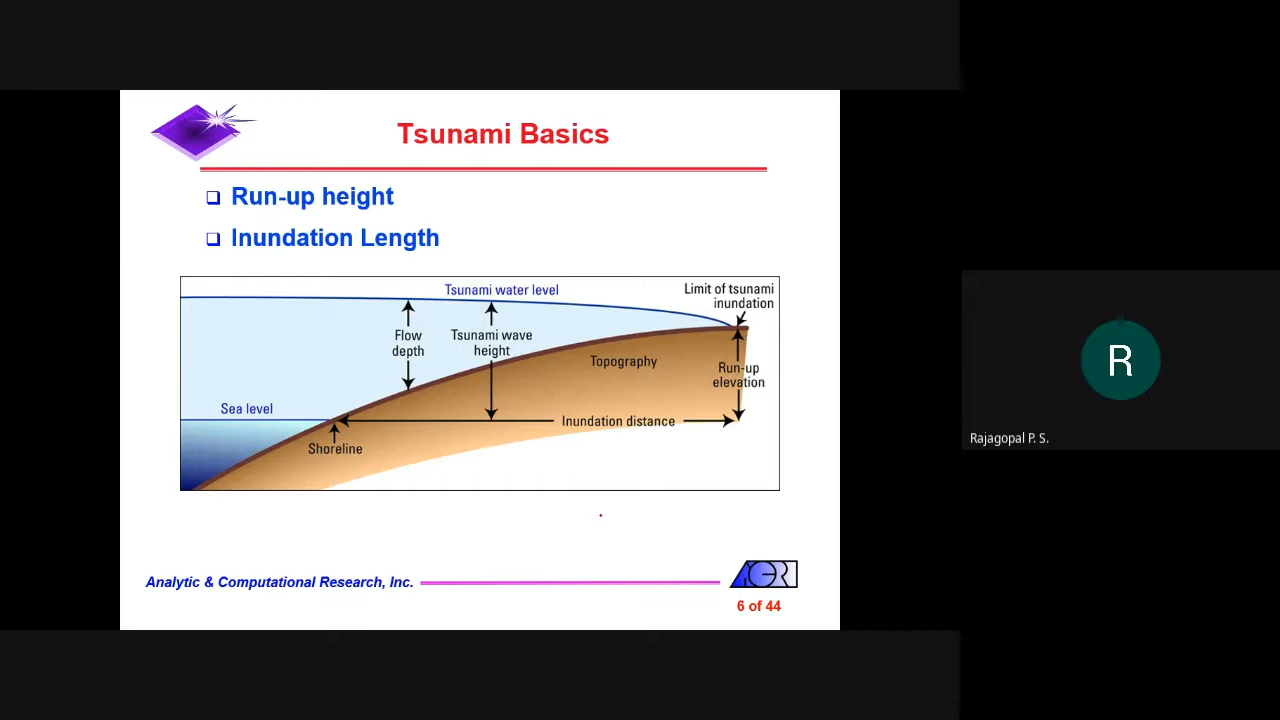 Tsunami Basics
Run-up height
Inundation Length
Tsunami water level
Limit of tsunami
inundation
Flow
depth
Tsunami wave
height
Topography
Run-up
elevation
Sea level
Inundation distance
Shoreline
R
Rajagopal P. S.
Analytic & Computational Research, Inc.
ACRI
6 of 44